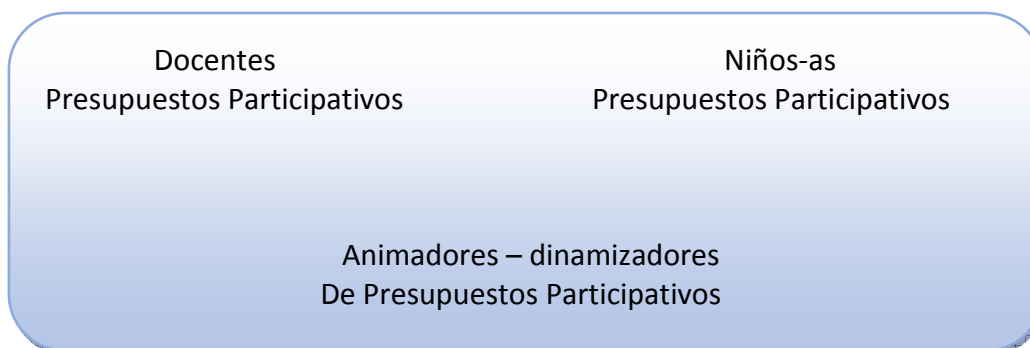 Docentes
Presupuestos Participativos
Niños-as
Presupuestos Participativos
Animadores – dinamizadores
De Presupuestos Participativos